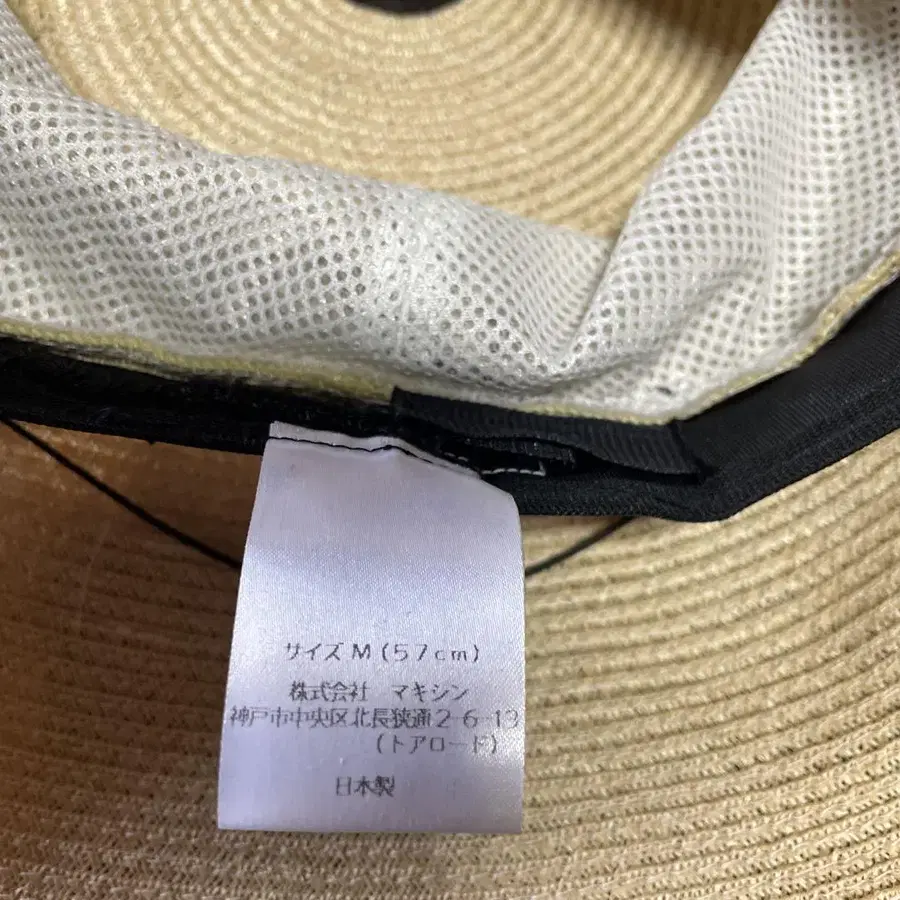 サイズ M (57cm)
株式会社 マキシン
神戸市中央区北長狭通2-6-13
(トアロード)
日本製